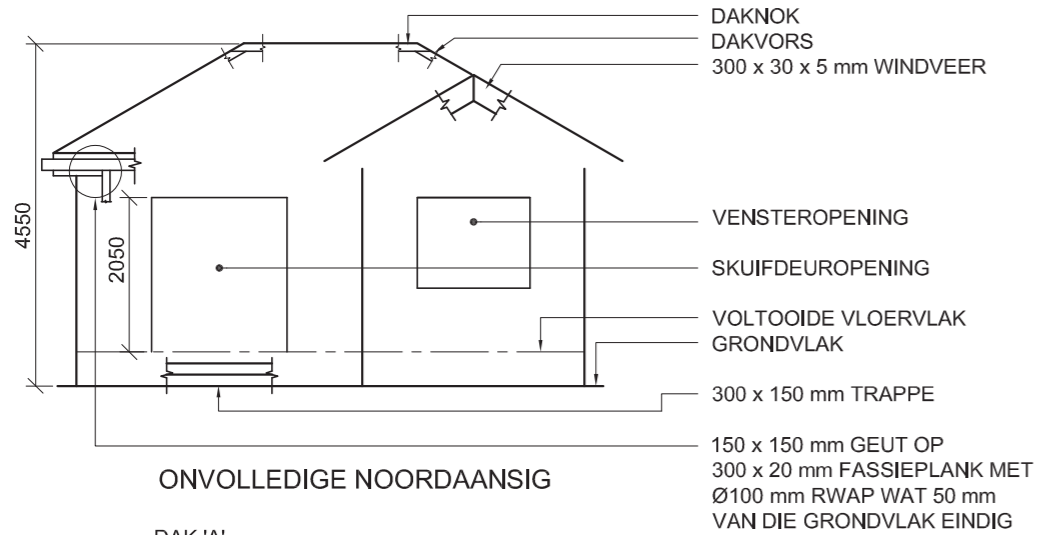 DAKNOK
DAKVORS
300 x 30 x 5 mm WINDVEER
4550
2050
VENSTEROPENING
SKUIFDEUROPENING
VOLTOOIDE VLOERVLAK
GRONDVLAK
300 x 150 mm TRAPPE
150 x 150 mm GEUT OP
300 x 20 mm FASSIEPLANK MET
Ø100 mm RWAP WAT 50 mm
VAN DIE GRONDVLAK EINDIG
ONVOLLEDIGE NOORDAANSIG
DAK 'A'